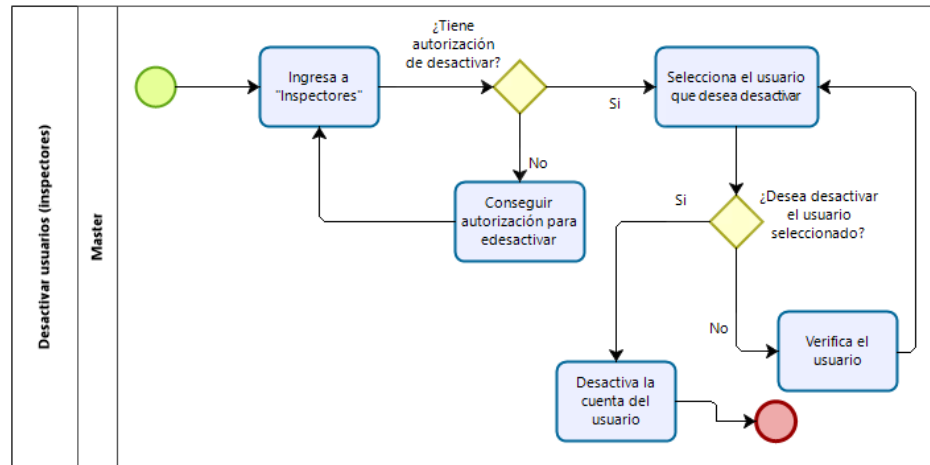 Desactivar usuarios (inspectores)
Master
Ingresa a
"Inspectores"
¿Tiene
autorización
de desactivar?
Si
Selecciona el usuario
que desea desactivar
No
Conseguir
autorización para
edesactivar
Si
¿Desea desactivar
el usuario
seleccionado?
No
Verifica el
usuario
Desactiva la
cuenta del
usuario